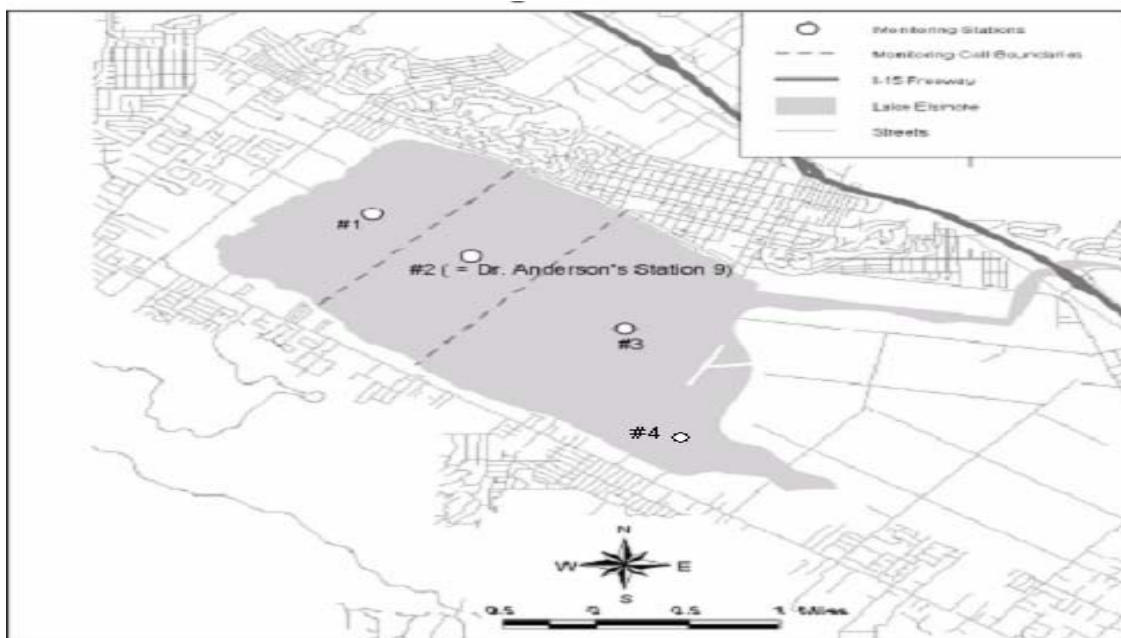 Monitoring Stations
Monitoring Cell Boundaries
I-15 Freeway
Lake Elsinore
Streets
#1
#2 ( = Dr. Anderson's Station 9)
#3
#4
N
W E
S
0.5 0 0.5 1 Miles